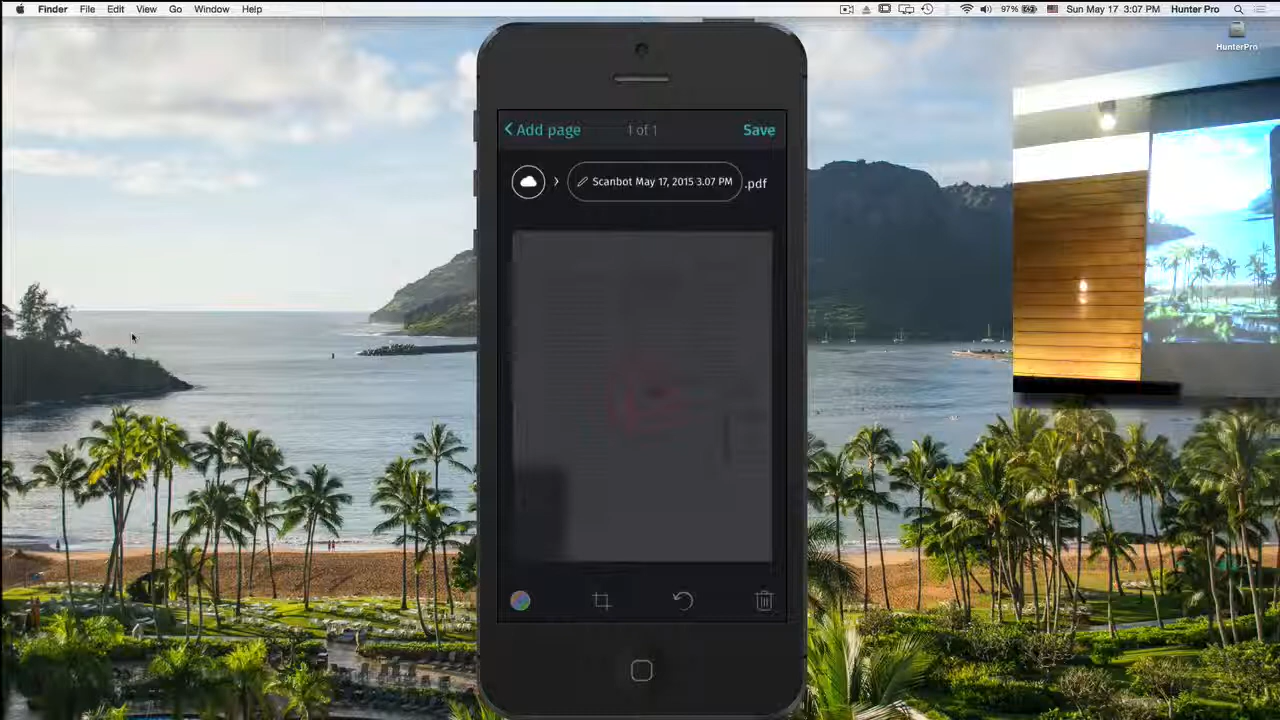 Finder File Edit View Go Window Help 97% Sun May 17 3:07 PM Hunter Pro
HunterPro
Add page 1 of 1 Save
Scanbot May 17, 2015 3.07 PM .pdf